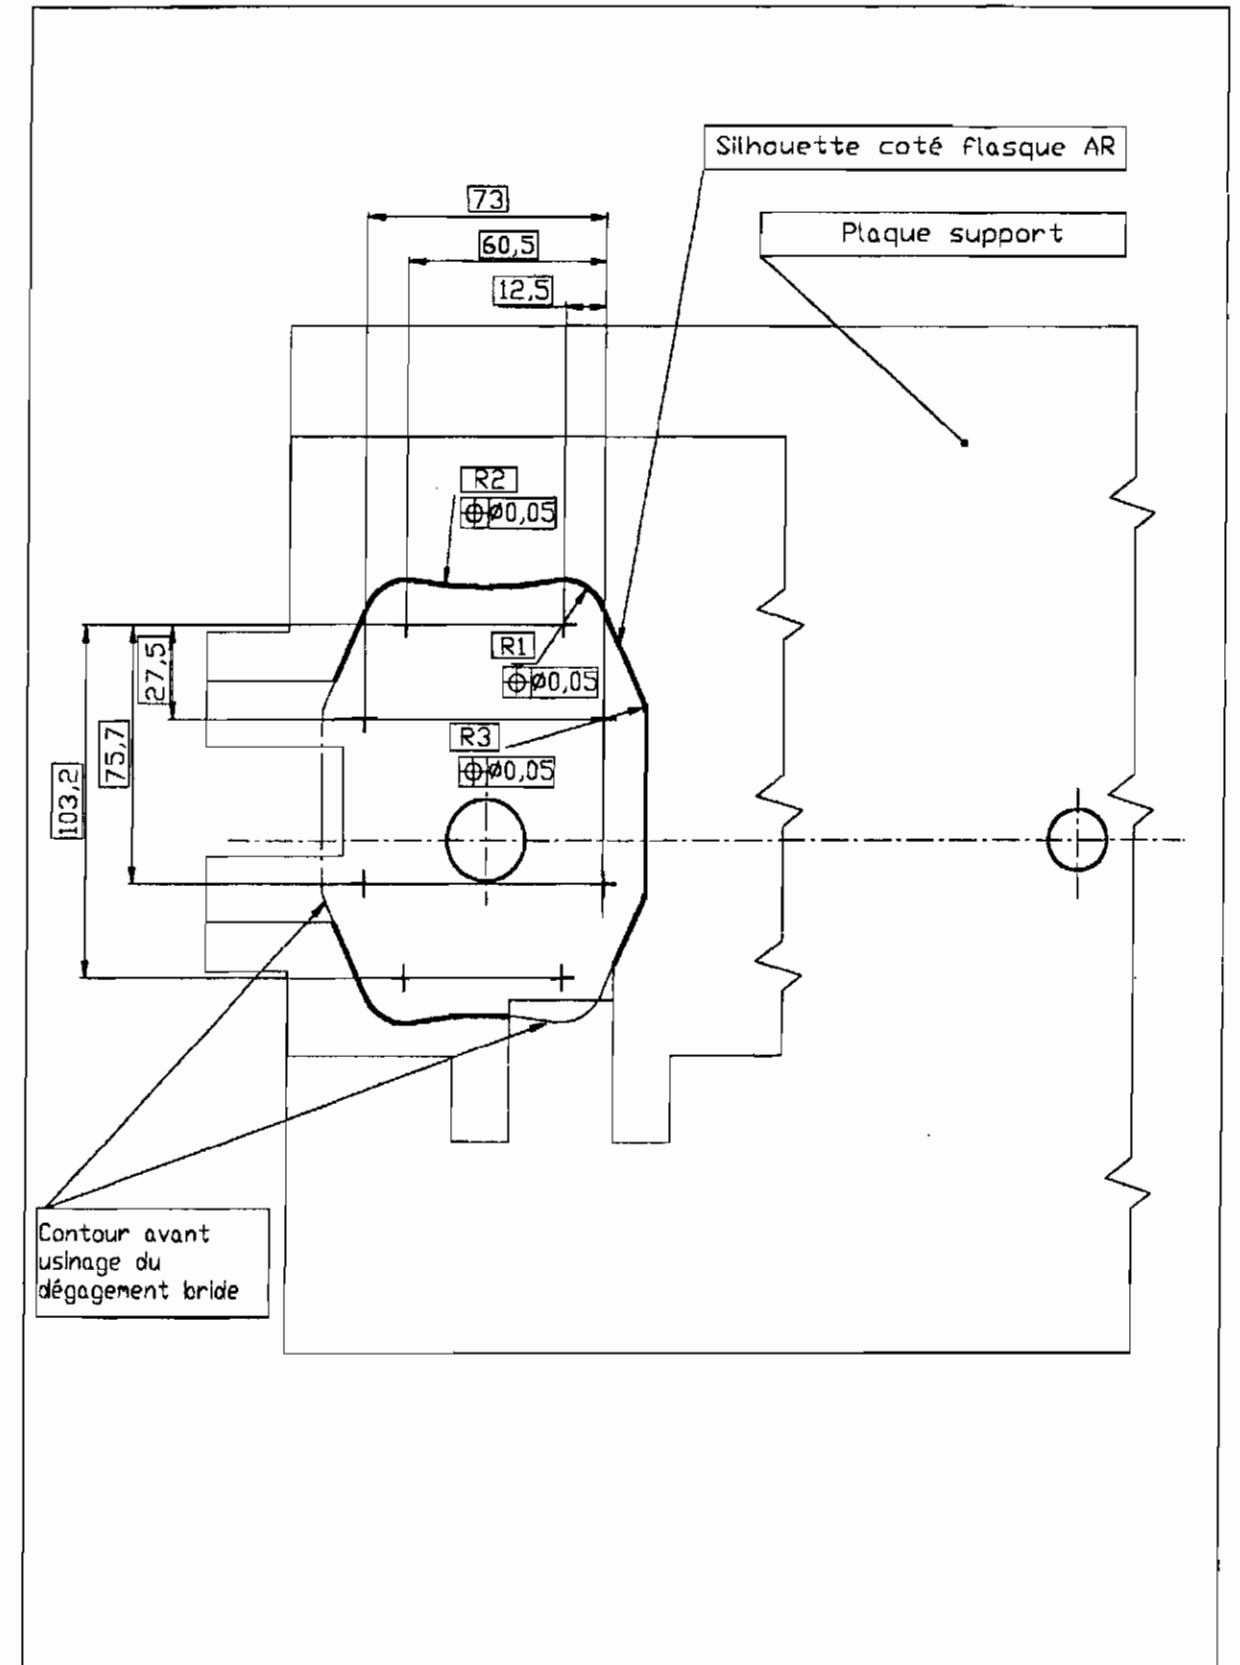 Silhouette coté flasque AR
73
Plaque support
60,5
12,5
R2
⌖ ø0,05
R1
⌖ ø0,05
27,5
R3
75,7
⌖ ø0,05
103,2
Contour avant
usinage du
dégagement bride